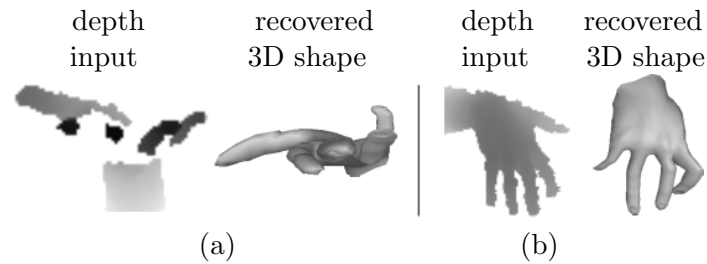 depth recovered depth recovered
input 3D shape input 3D shape
(a) (b)